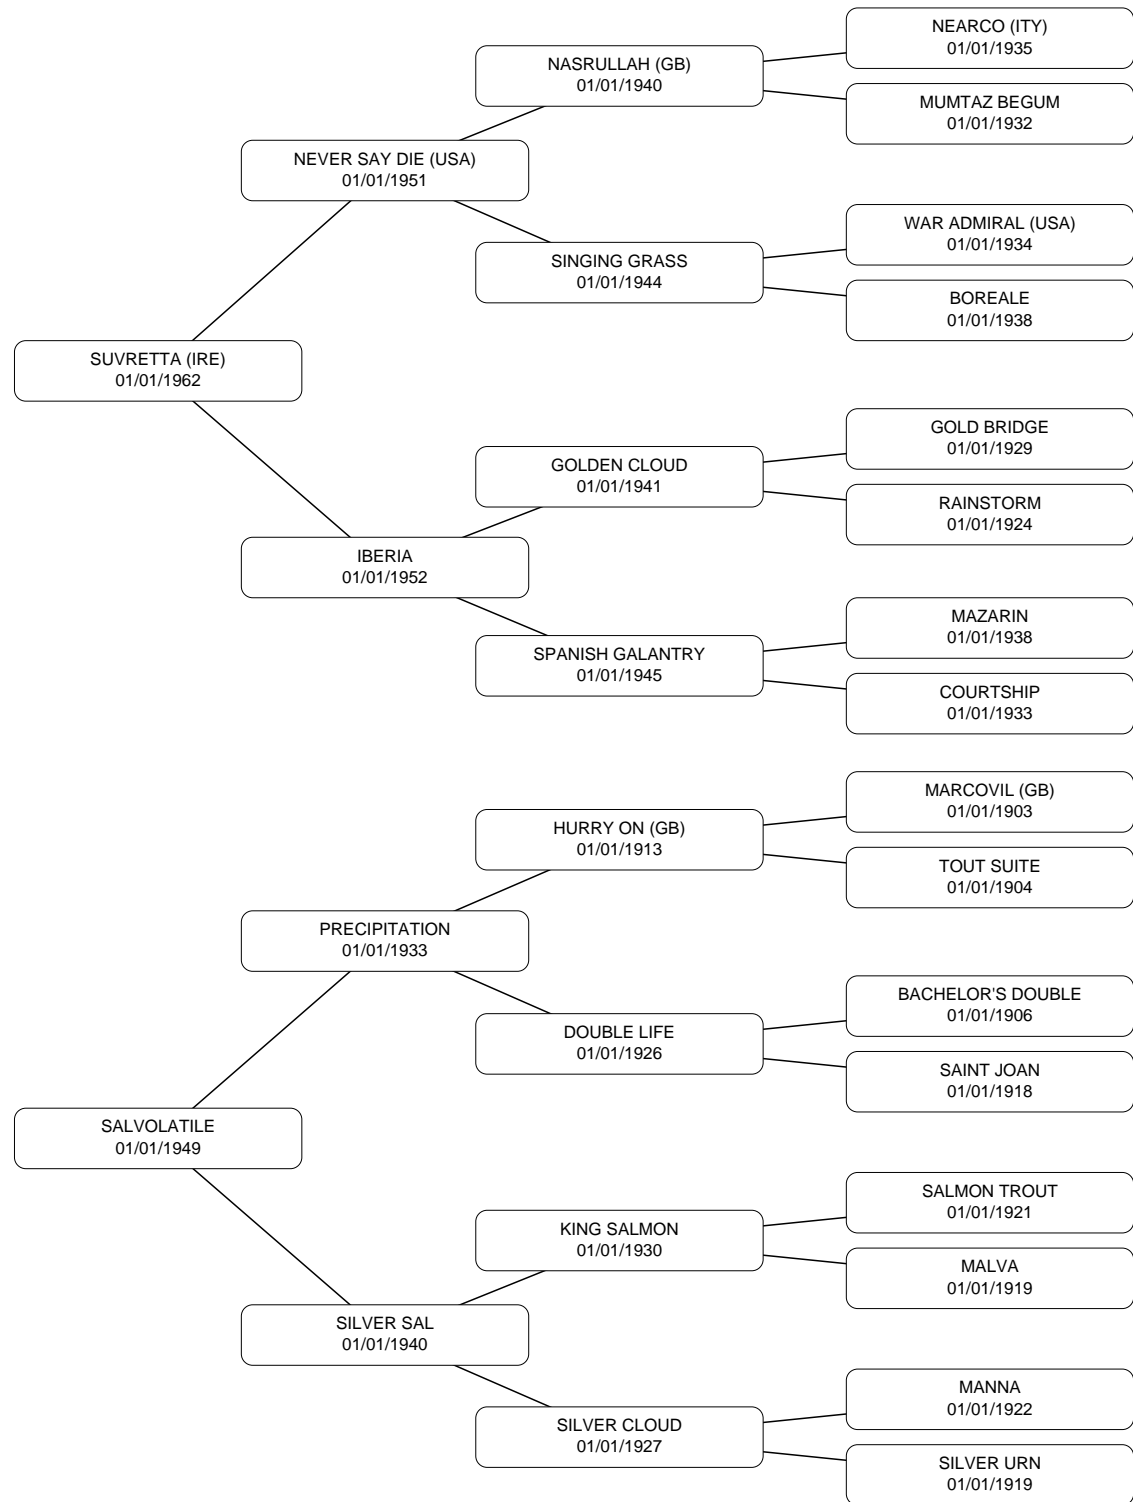 NEARCO (ITY)
01/01/1935
NASRULLAH (GB)
01/01/1940
MUMTAZ BEGUM
01/01/1932
NEVER SAY DIE (USA)
01/01/1951
WAR ADMIRAL (USA)
01/01/1934
SINGING GRASS
01/01/1944
BOREALE
01/01/1938
SUVRETTA (IRE)
01/01/1962
GOLD BRIDGE
01/01/1929
GOLDEN CLOUD
01/01/1941
RAINSTORM
01/01/1924
IBERIA
01/01/1952
MAZARIN
01/01/1938
SPANISH GALANTRY
01/01/1945
COURTSHIP
01/01/1933
MARCOVIL (GB)
01/01/1903
HURRY ON (GB)
01/01/1913
TOUT SUITE
01/01/1904
PRECIPITATION
01/01/1933
BACHELOR'S DOUBLE
01/01/1906
DOUBLE LIFE
01/01/1926
SAINT JOAN
01/01/1918
SALVOLATILE
01/01/1949
SALMON TROUT
01/01/1921
KING SALMON
01/01/1930
MALVA
01/01/1919
SILVER SAL
01/01/1940
MANNA
01/01/1922
SILVER CLOUD
01/01/1927
SILVER URN
01/01/1919